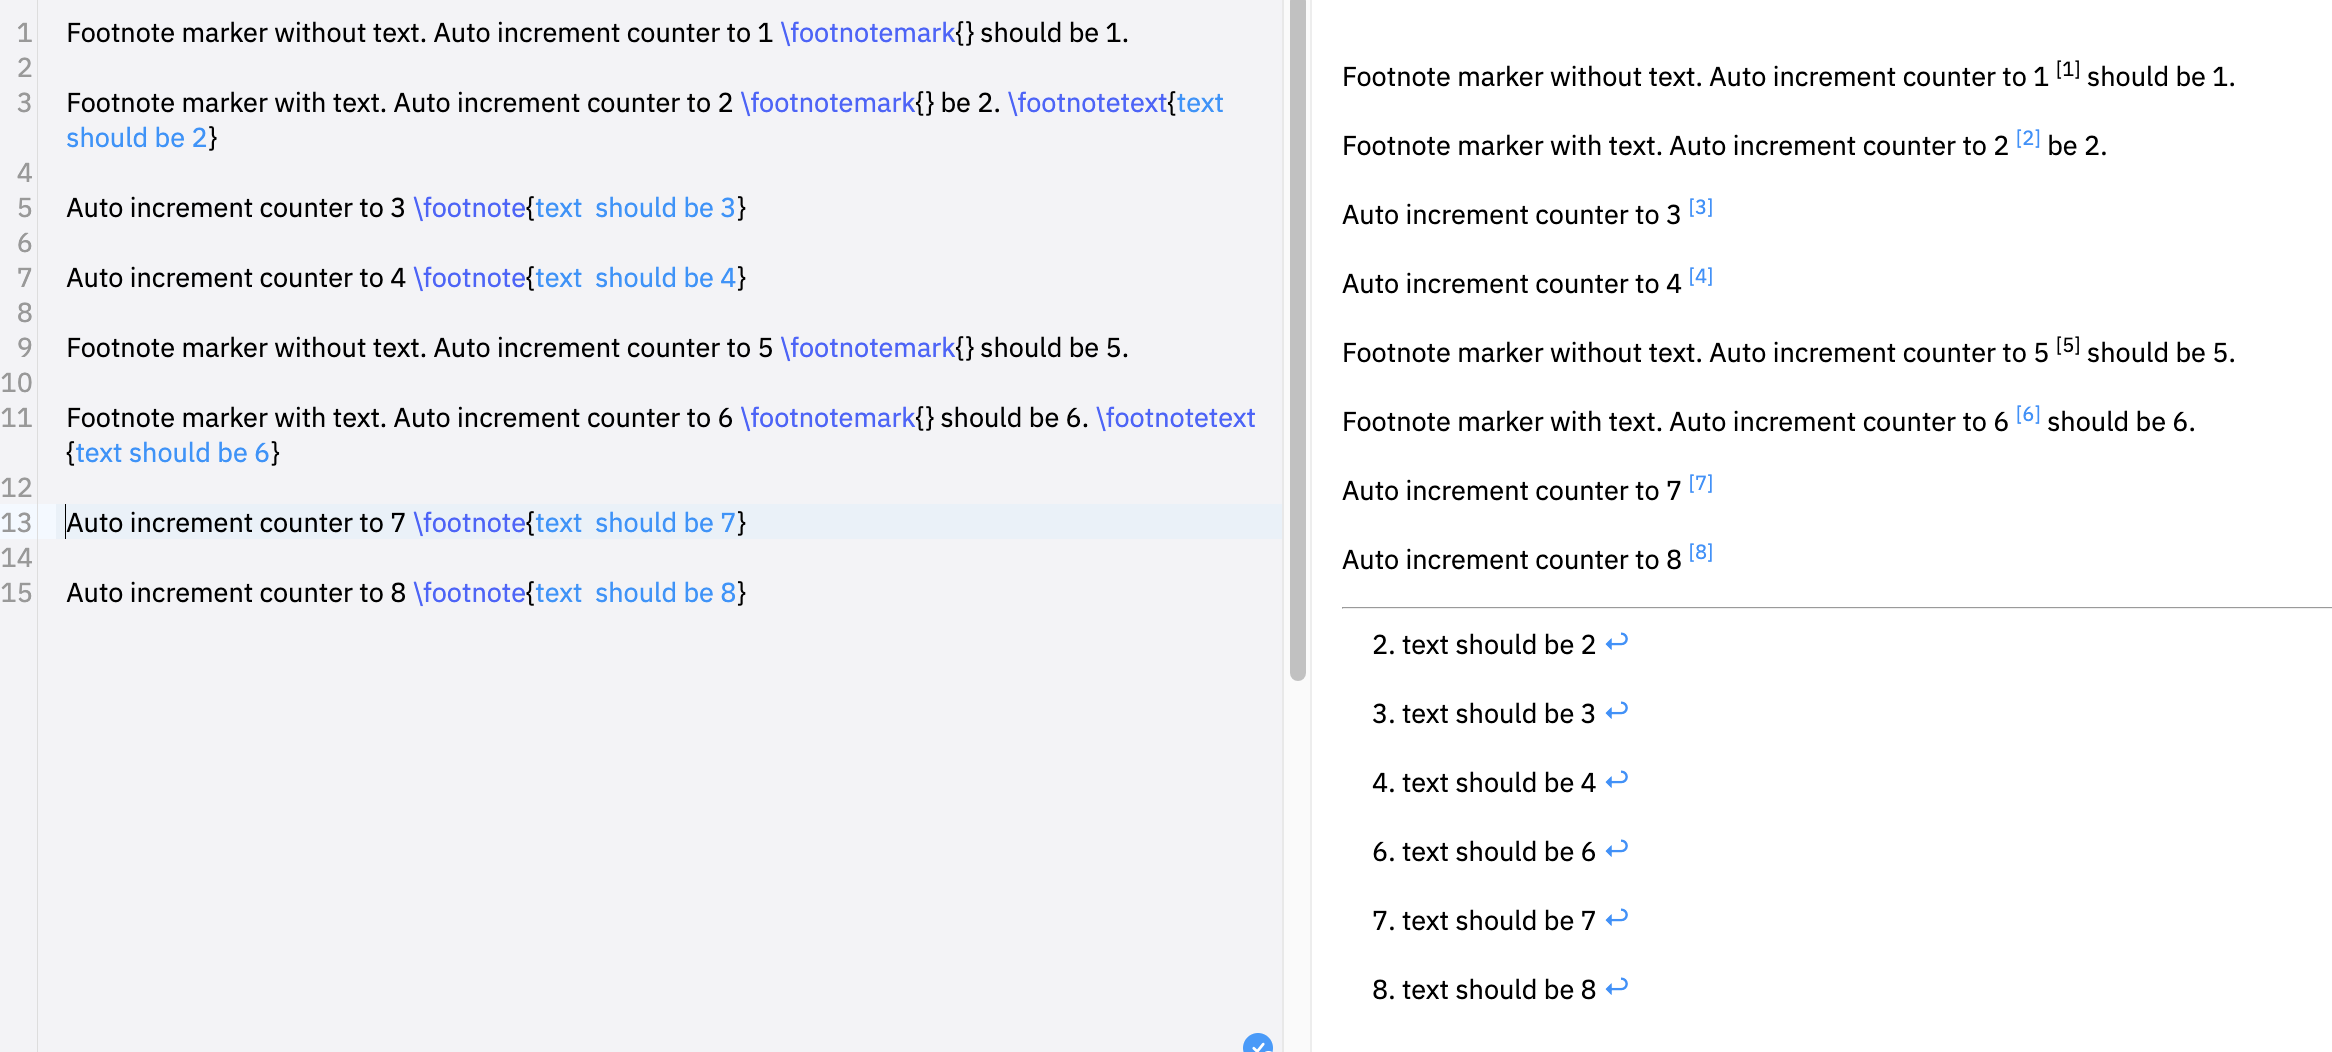 1 Footnote marker without text. Auto increment counter to 1 \footnotemark{} should be 1.
2
3 Footnote marker with text. Auto increment counter to 2 \footnotemark{} be 2. \footnotetext{text
should be 2}
4
5 Auto increment counter to 3 \footnote{text  should be 3}
6
7 Auto increment counter to 4 \footnote{text  should be 4}
8
9 Footnote marker without text. Auto increment counter to 5 \footnotemark{} should be 5.
10
11 Footnote marker with text. Auto increment counter to 6 \footnotemark{} should be 6. \footnotetext
{text should be 6}
12
13 Auto increment counter to 7 \footnote{text  should be 7}
14
15 Auto increment counter to 8 \footnote{text  should be 8}
Footnote marker without text. Auto increment counter to 1 [1] should be 1.
Footnote marker with text. Auto increment counter to 2 [2] be 2.
Auto increment counter to 3 [3]
Auto increment counter to 4 [4]
Footnote marker without text. Auto increment counter to 5 [5] should be 5.
Footnote marker with text. Auto increment counter to 6 [6] should be 6.
Auto increment counter to 7 [7]
Auto increment counter to 8 [8]
2. text should be 2 ↩
3. text should be 3 ↩
4. text should be 4 ↩
6. text should be 6 ↩
7. text should be 7 ↩
8. text should be 8 ↩